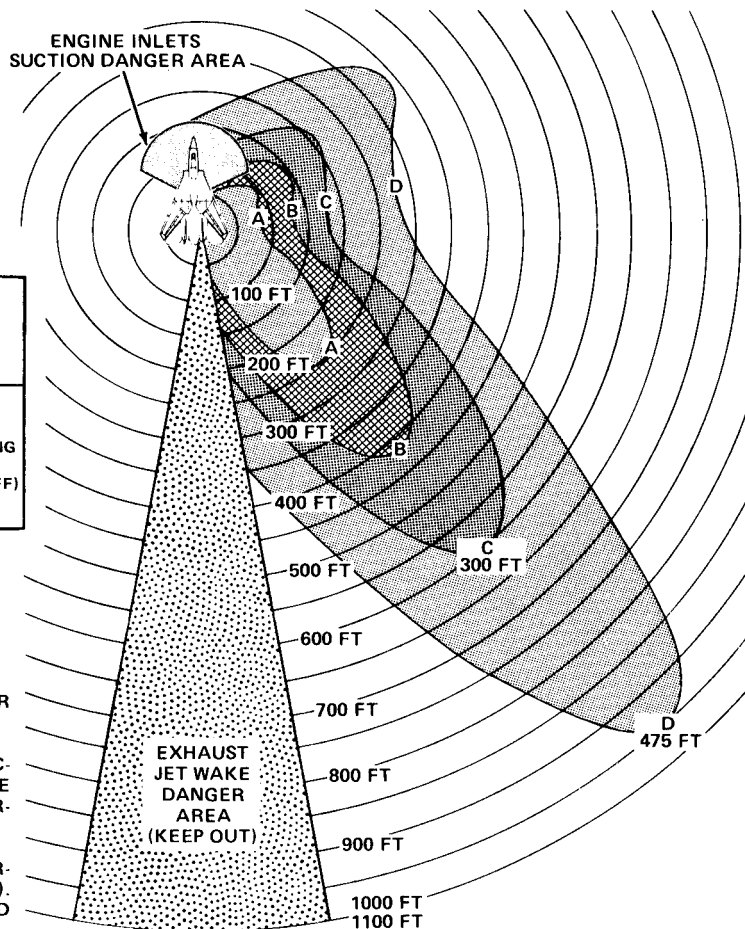 ENGINE INLETS
SUCTION DANGER AREA
A
B
C
D
100 FT
200 FT
A
300 FT
B
400 FT
C
300 FT
500 FT
600 FT
700 FT
D
475 FT
800 FT
900 FT
1000 FT
1100 FT
EXHAUST
JET WAKE
DANGER
AREA
(KEEP OUT)
NG
FF)
R
C-
E
R-
R-
).
D